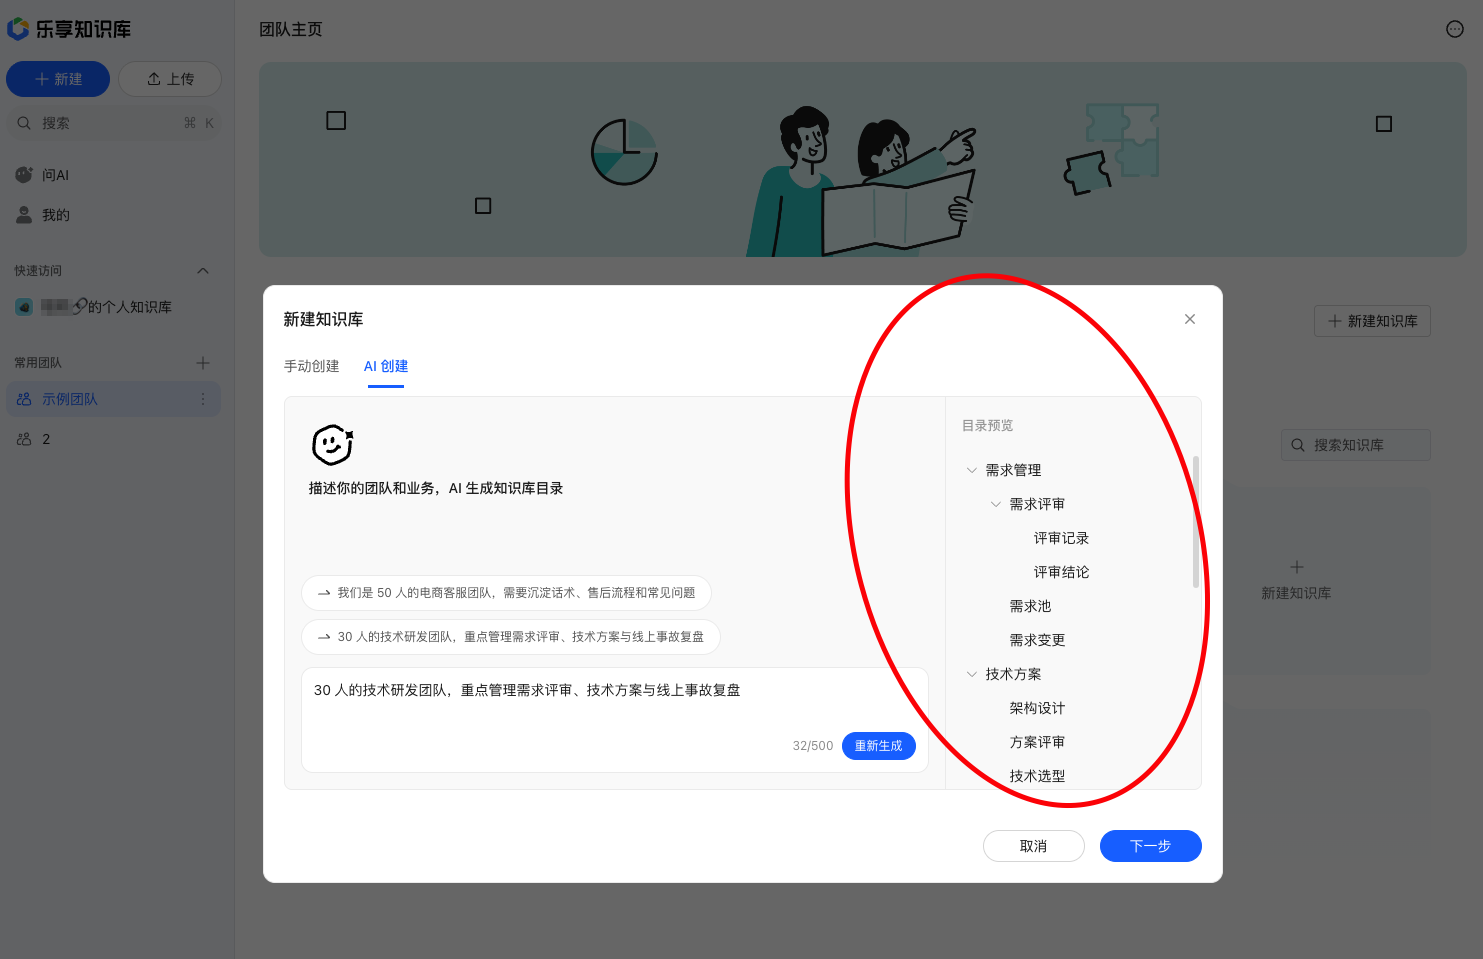 乐享知识库
新建
上传
搜索
⌘ K
问AI
我的
快速访问
的个人知识库
常用团队
示例团队
2
团队主页
新建知识库
搜索知识库
新建知识库
新建知识库
手动创建
AI 创建
描述你的团队和业务，AI 生成知识库目录
我们是 50 人的电商客服团队，需要沉淀话术、售后流程和常见问题
30 人的技术研发团队，重点管理需求评审、技术方案与线上事故复盘
30 人的技术研发团队，重点管理需求评审、技术方案与线上事故复盘
32/500
重新生成
目录预览
需求管理
需求评审
评审记录
评审结论
需求池
需求变更
技术方案
架构设计
方案评审
技术选型
取消
下一步